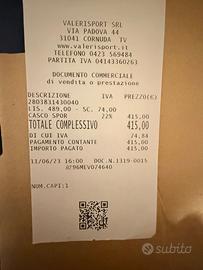 VALERISPORT SRL
VIA PADOVA 44
31041 CORNUDA TV
www.valerisport.it
TELEFONO 0423 569484
PARTITA IVA 04143360263
DOCUMENTO COMMERCIALE
di vendita o prestazione
DESCRIZIONE IVA PREZZO(€)
2803831430040
LIS. 489,00 - SC. 74,00
CASCO SPOR 22% 415,00
TOTALE COMPLESSIVO 415,00
DI CUI IVA 74,84
PAGAMENTO CONTANTE 415,00
IMPORTO PAGATO 415,00
11/06/23 16:00 DOC.N.1319-0015
8?96MEV074640
NUM.CAPI:1
subito